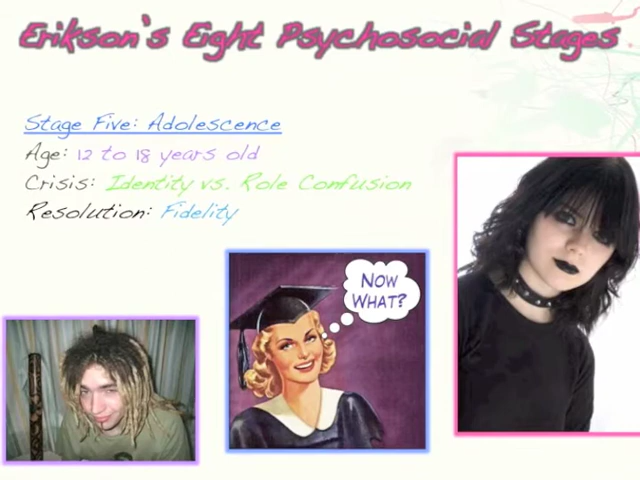 Erikson's Eight Psychosocial Stages
Stage Five: Adolescence
Age: 12 to 18 years old
Crisis: Identity vs. Role Confusion
Resolution: Fidelity
NOW
WHAT?